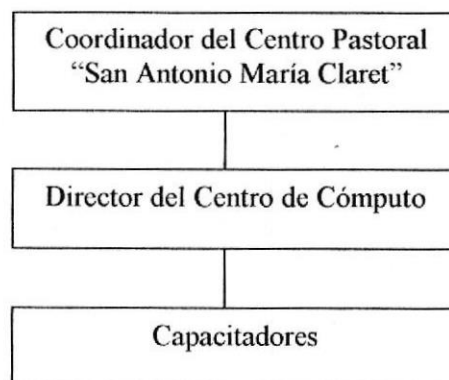 Coordinador del Centro Pastoral
“San Antonio María Claret”
Director del Centro de Cómputo
Capacitadores